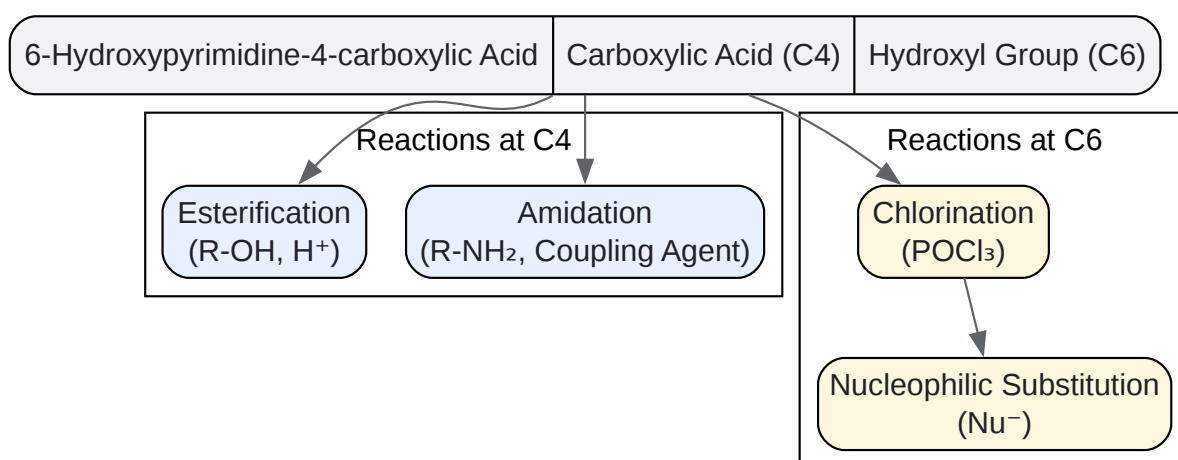 6-Hydroxypyrimidine-4-carboxylic Acid
Carboxylic Acid (C4)
Hydroxyl Group (C6)
Reactions at C4
Reactions at C6
Esterification
(R-OH, H⁺)
Amidation
(R-NH₂, Coupling Agent)
Chlorination
(POCl₃)
Nucleophilic Substitution
(Nu⁻)